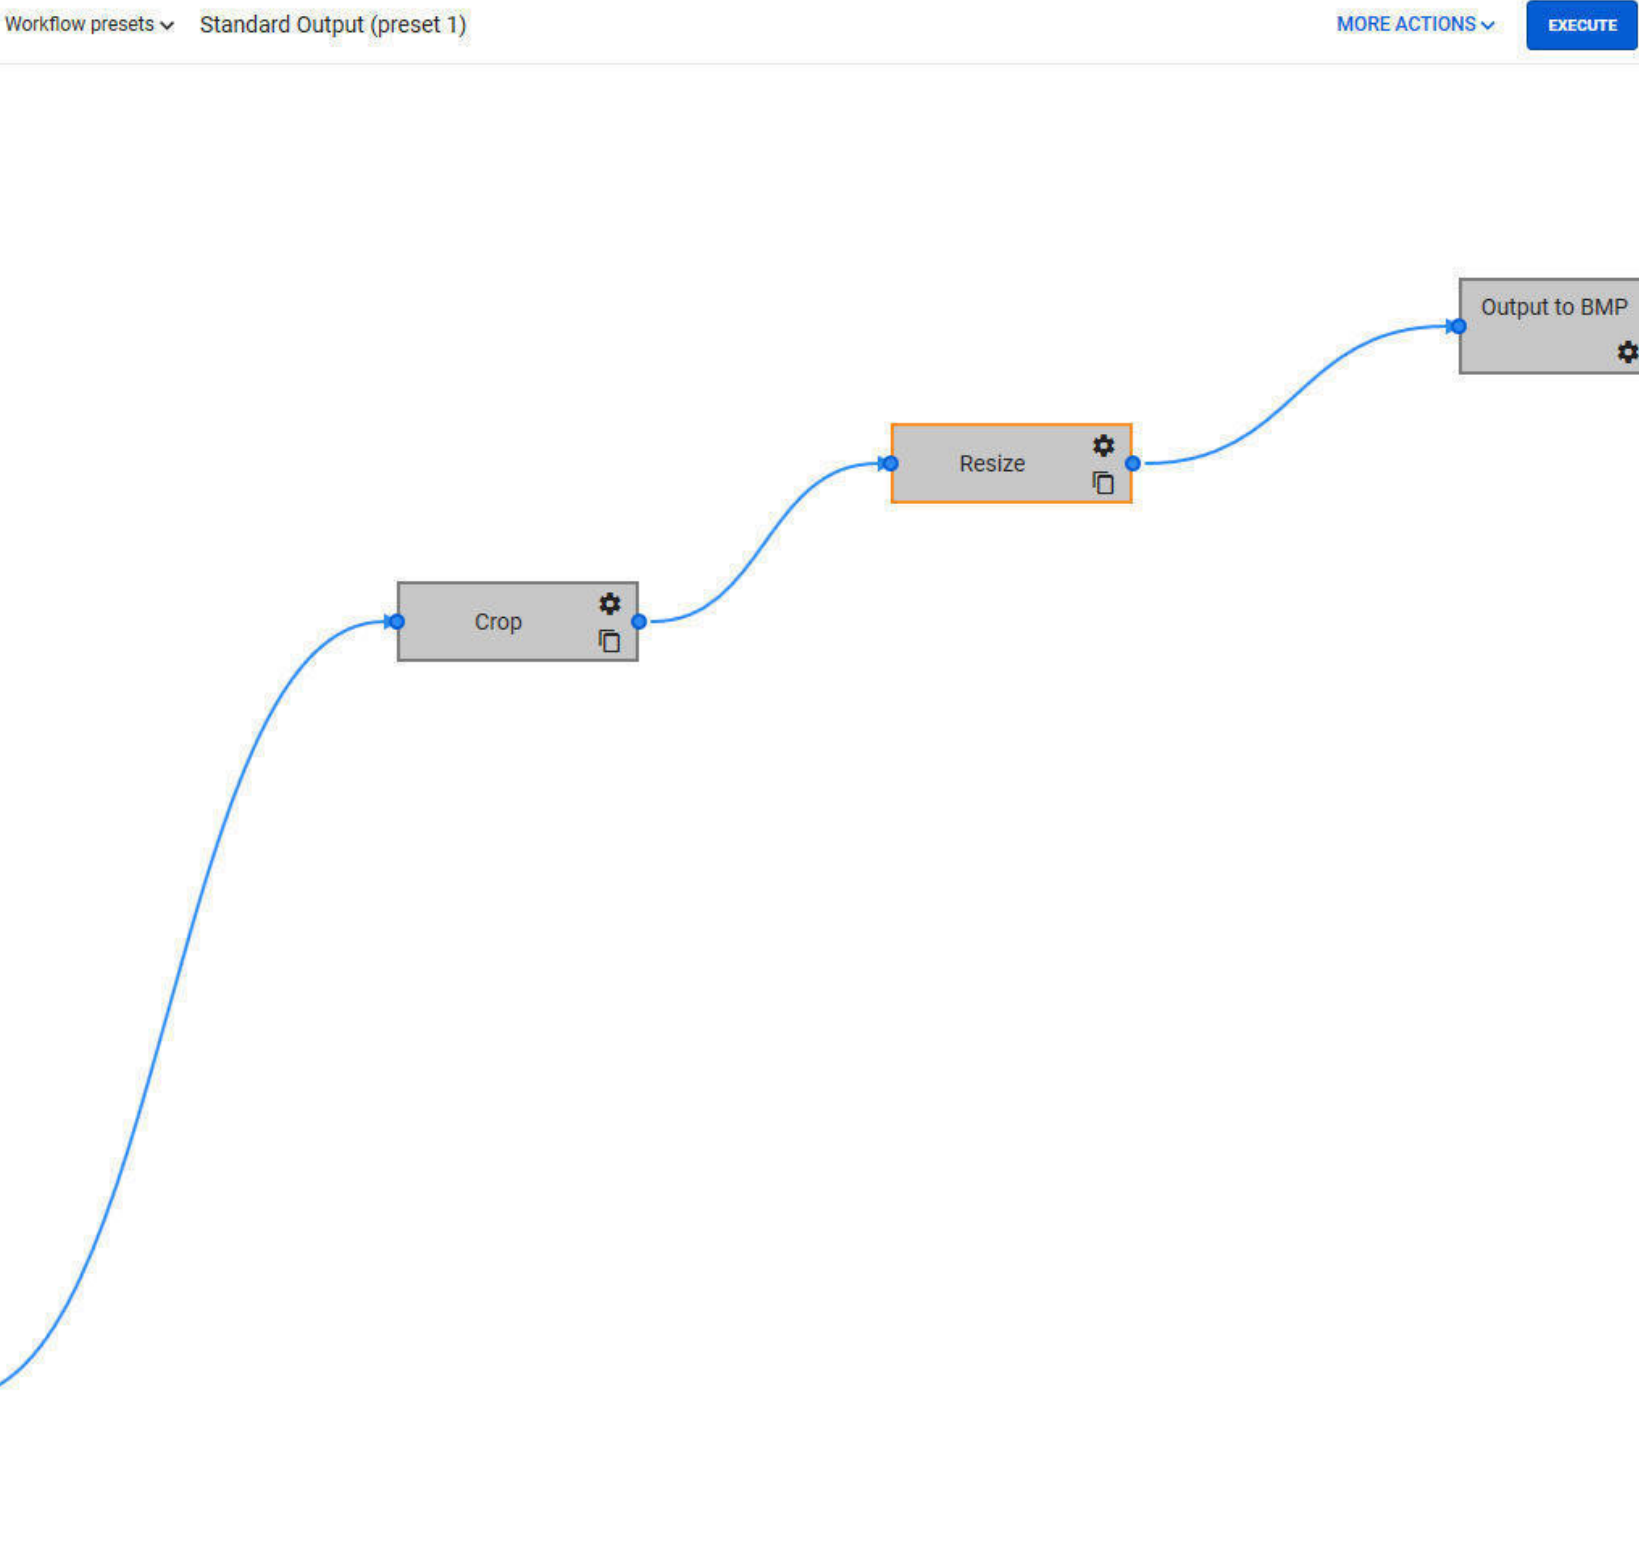 Workflow presets
Standard Output (preset 1)
MORE ACTIONS
EXECUTE
Output to BMP
Resize
Crop